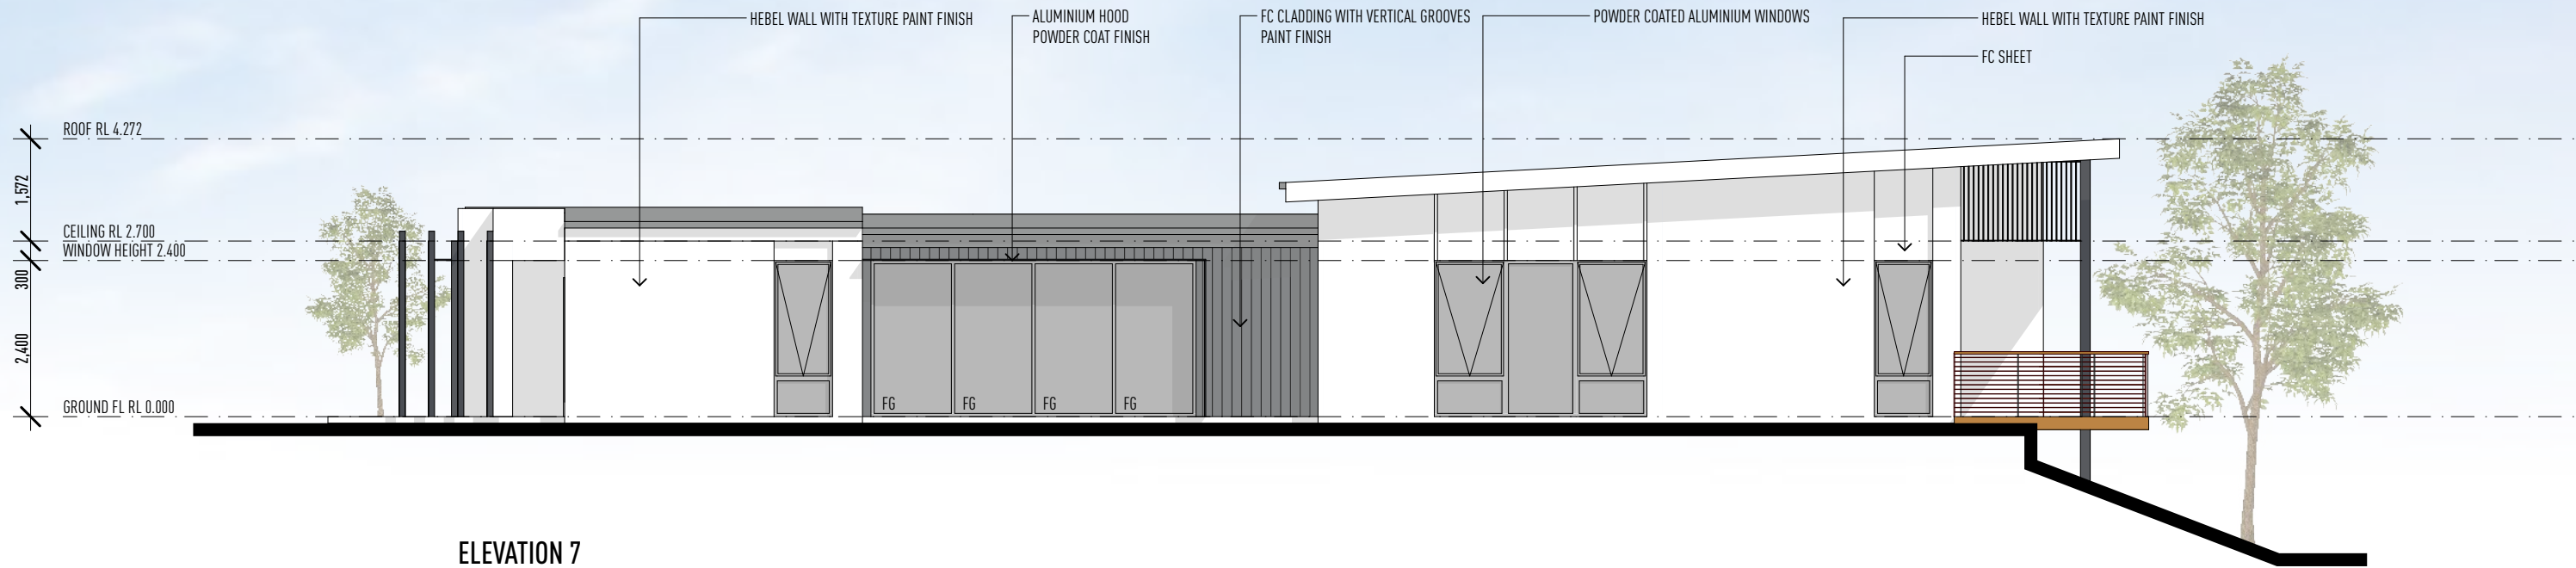 HEBEL WALL WITH TEXTURE PAINT FINISH
ALUMINIUM HOOD
POWDER COAT FINISH
FC CLADDING WITH VERTICAL GROOVES
PAINT FINISH
POWDER COATED ALUMINIUM WINDOWS
HEBEL WALL WITH TEXTURE PAINT FINISH
FC SHEET
ROOF RL 4.272
1,572
CEILING RL 2.700
WINDOW HEIGHT 2.400
300
2,400
GROUND FL RL 0.000
FG
FG
FG
FG
ELEVATION 7